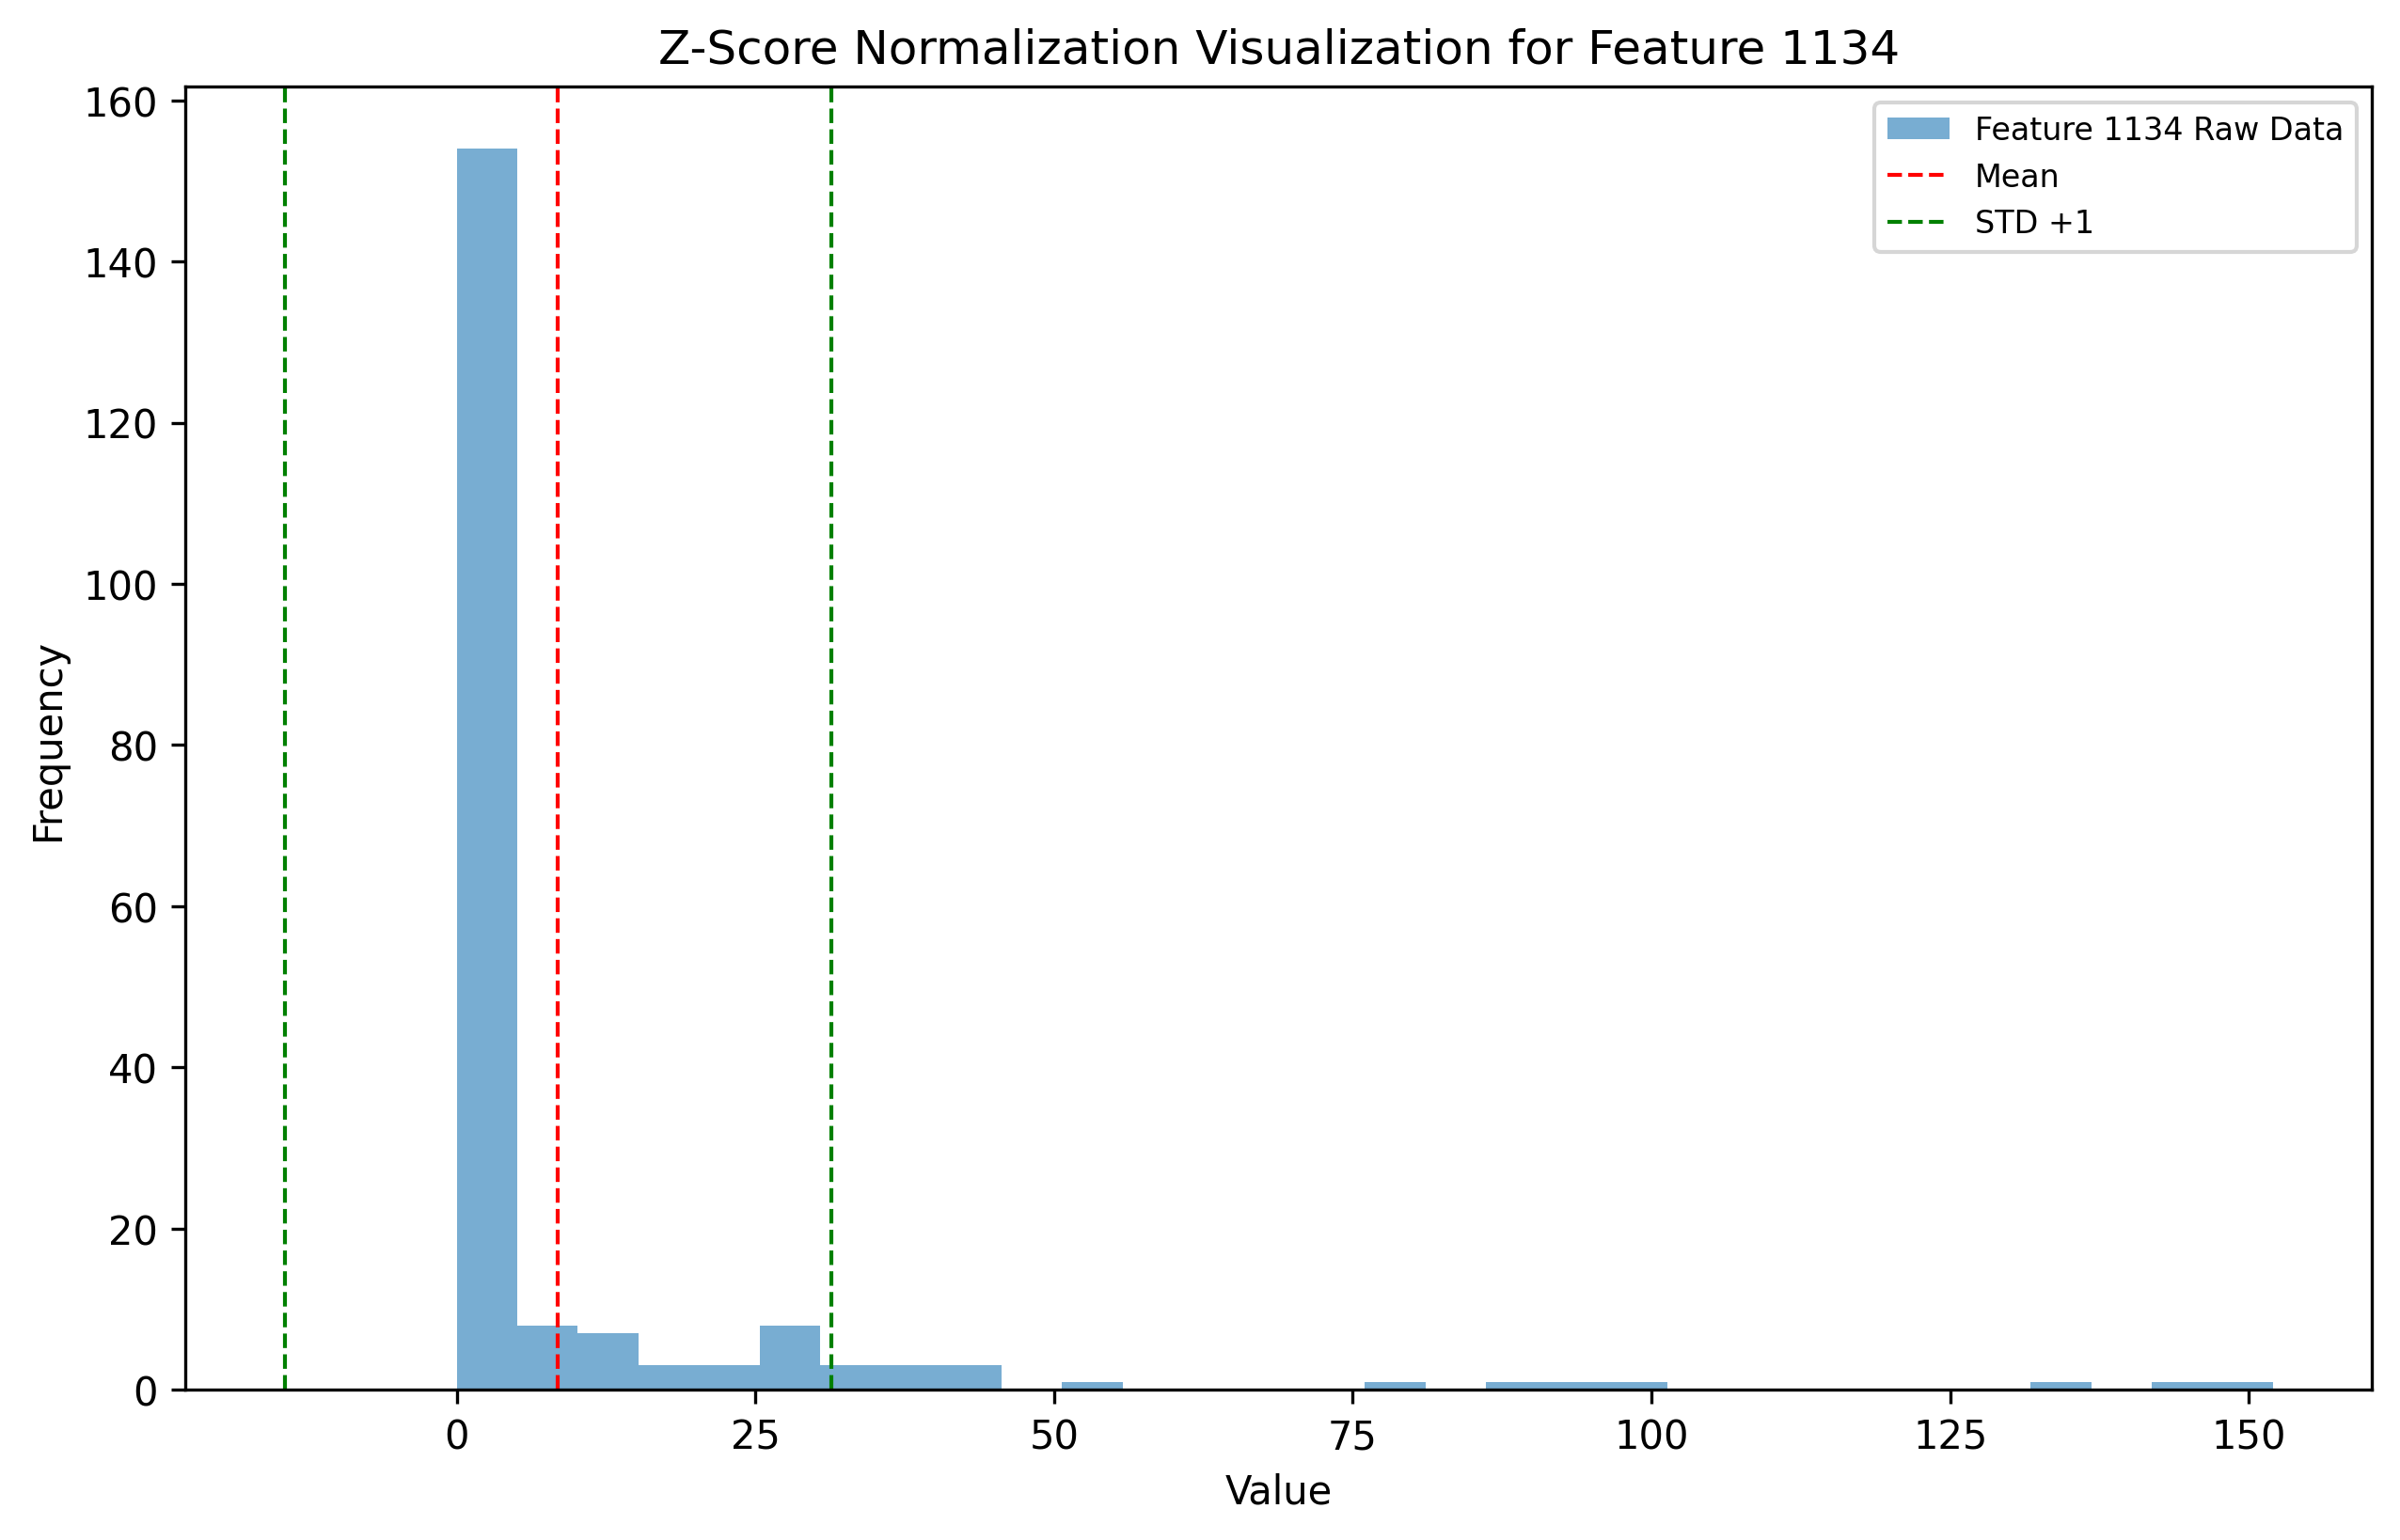 Z-Score Normalization Visualization for Feature 1134
160
140
120
100
80
60
40
20
0
Frequency
Feature 1134 Raw Data
Mean
STD +1
0 25 50 75 100 125 150
Value